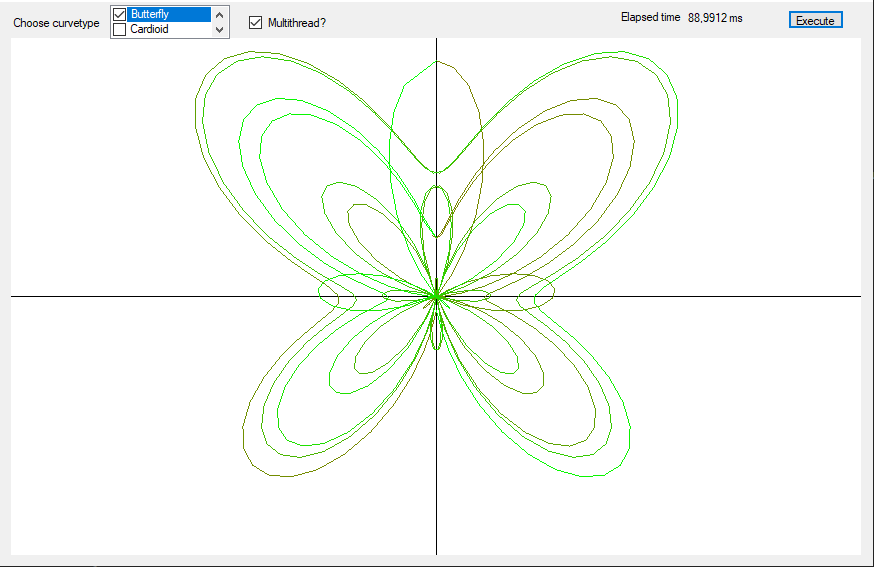 Choose curvetype
Butterfly
Cardioid
Multithread?
Elapsed time 88,9912 ms
Execute